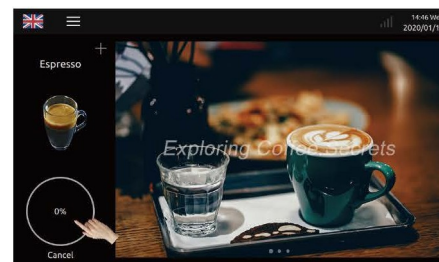 14:46 We
2020/01/1
Espresso
Exploring Coffee Secrets
0%
Cancel